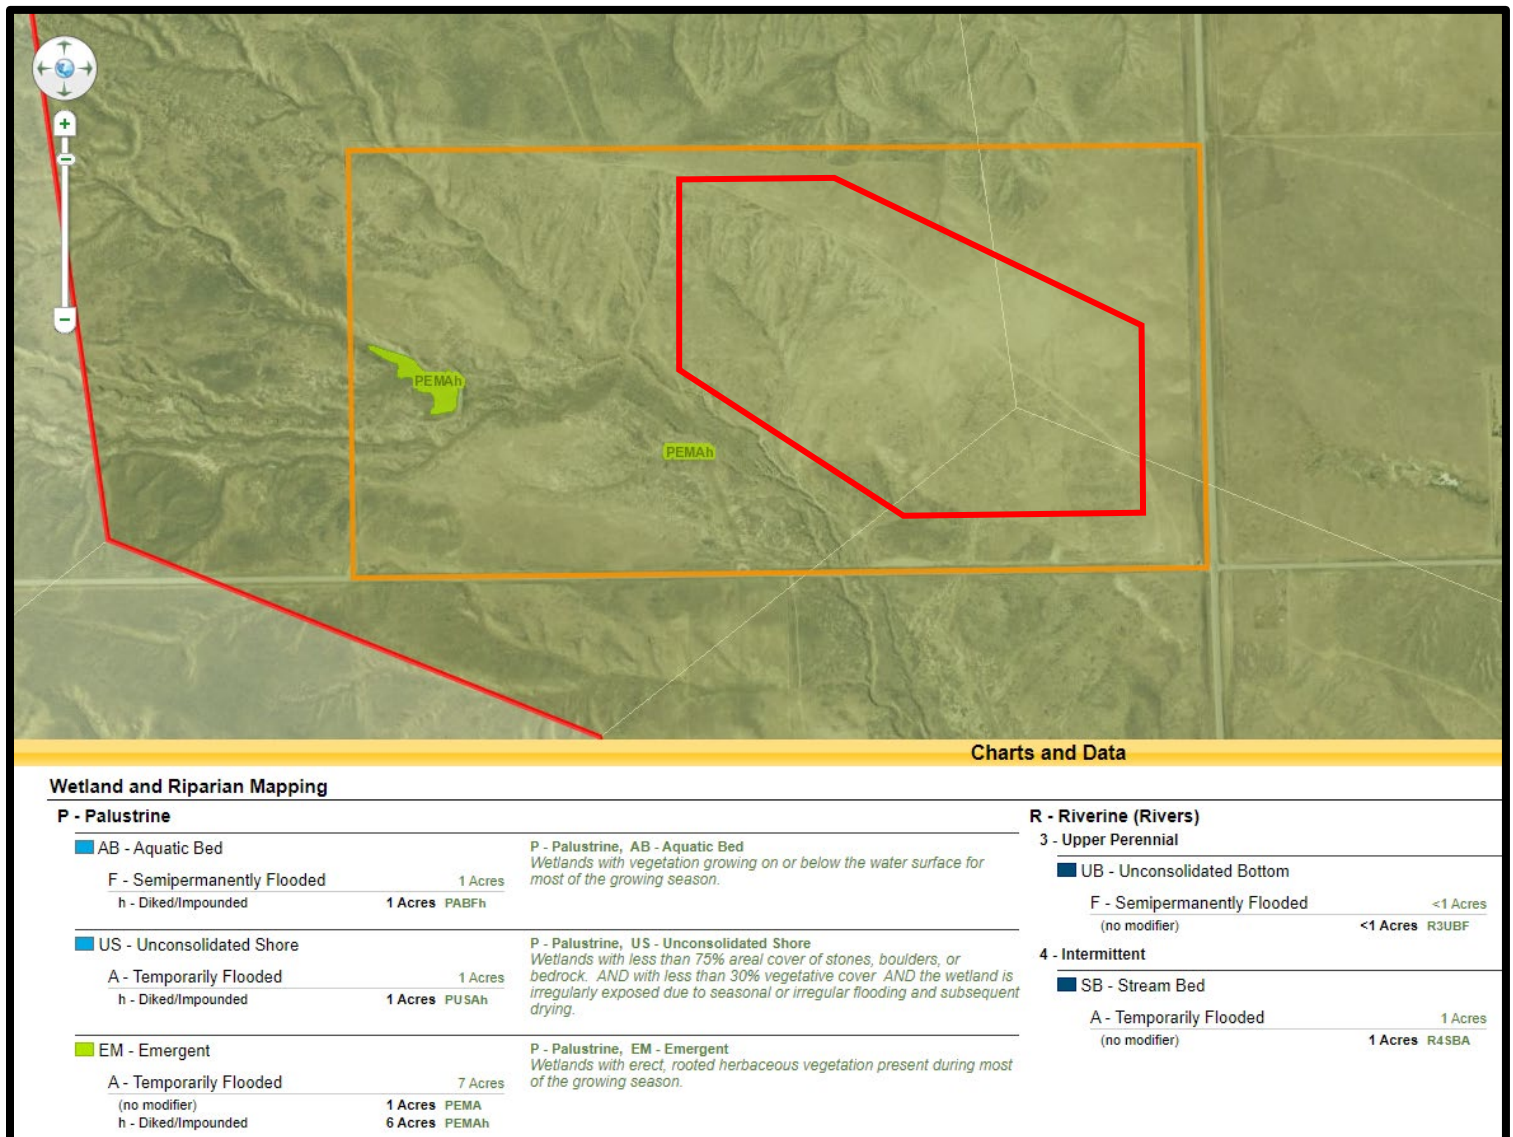 PEMAh
PEMAh
Charts and Data
Wetland and Riparian Mapping
P - Palustrine
AB - Aquatic Bed
F - Semipermanently Flooded 1 Acres
h - Diked/Impounded 1 Acres PABFh
P - Palustrine, AB - Aquatic Bed
Wetlands with vegetation growing on or below the water surface for
most of the growing season.
US - Unconsolidated Shore
A - Temporarily Flooded 1 Acres
h - Diked/Impounded 1 Acres PUSAh
P - Palustrine, US - Unconsolidated Shore
Wetlands with less than 75% areal cover of stones, boulders, or
bedrock. AND with less than 30% vegetative cover AND the wetland is
irregularly exposed due to seasonal or irregular flooding and subsequent
drying.
EM - Emergent
A - Temporarily Flooded 7 Acres
(no modifier) 1 Acres PEMA
h - Diked/Impounded 6 Acres PEMAh
P - Palustrine, EM - Emergent
Wetlands with erect, rooted herbaceous vegetation present during most
of the growing season.
R - Riverine (Rivers)
3 - Upper Perennial
UB - Unconsolidated Bottom
F - Semipermanently Flooded <1 Acres
(no modifier) <1 Acres R3UBF
4 - Intermittent
SB - Stream Bed
A - Temporarily Flooded 1 Acres
(no modifier) 1 Acres R4SBA